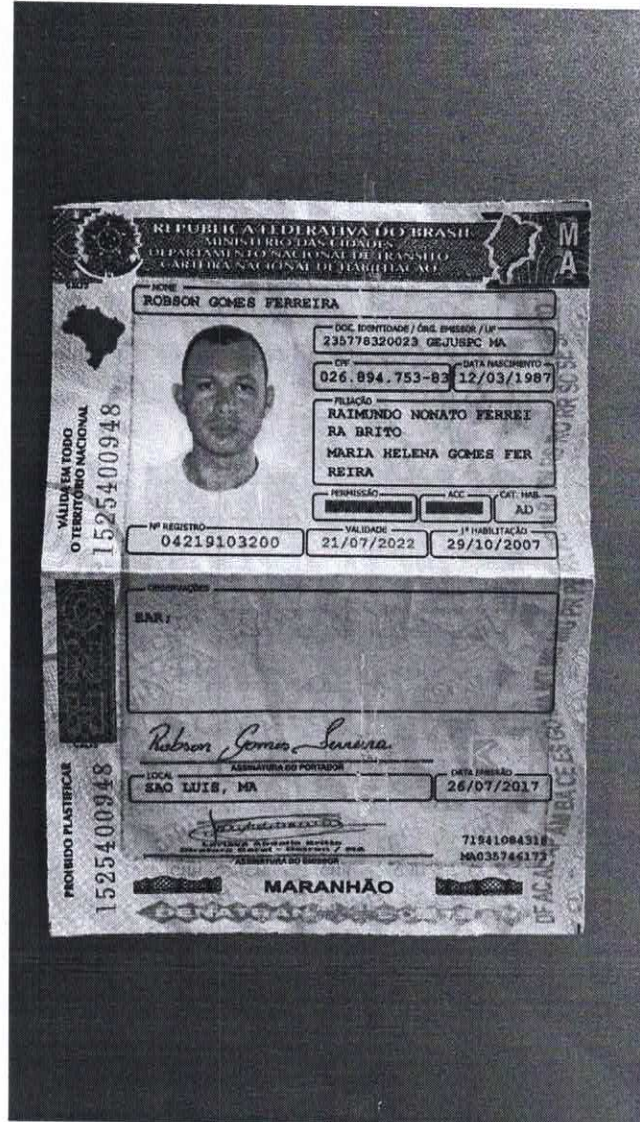 REPÚBLICA FEDERATIVA DO BRASIL
MINISTÉRIO DAS CIDADES
DEPARTAMENTO NACIONAL DE TRÂNSITO
CARTEIRA NACIONAL DE HABILITAÇÃO
MA
NOME
ROBSON GOMES FERREIRA
DOC. IDENTIDADE / ÓRG. EMISSOR / UF
235778320023 GEJUSPC MA
CPF
026.894.753-83
DATA NASCIMENTO
12/03/1987
FILIAÇÃO
RAIMUNDO NONATO FERREI
RA BRITO
MARIA HELENA GOMES FER
REIRA
PERMISSÃO
ACC
CAT. HAB.
AD
Nº REGISTRO
04219103200
VALIDADE
21/07/2022
1ª HABILITAÇÃO
29/10/2007
VÁLIDA EM TODO
O TERRITÓRIO NACIONAL
1525400948
OBSERVAÇÕES
EAR;
Robson Gomes Ferreira
ASSINATURA DO PORTADOR
LOCAL
SAO LUIS, MA
DATA EMISSÃO
26/07/2017
71941084318
MA035746173
ASSINATURA DO EMISSOR
PROIBIDO PLASTIFICAR
1525400948
MARANHÃO